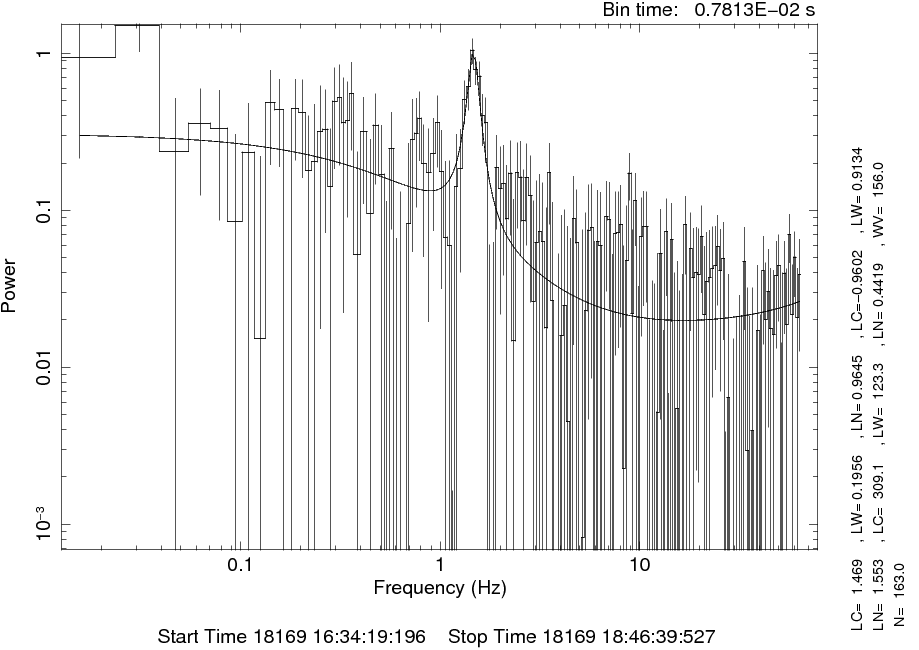 Bin time: 0.7813E−02 s
1
0.1
0.01
10−3
Power
0.1 1 10
Frequency (Hz)
Start Time 18169 16:34:19:196 Stop Time 18169 18:46:39:527
LC= 1.469 , LW= 0.1956 , LN= 0.9645 , LC=−0.9602 , LW= 0.9134
LN= 1.553 , LC= 309.1 , LW= 123.3 , LN= 0.4419 , WV= 156.0
N= 163.0